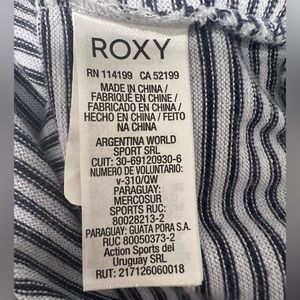 ROXY
RN 114199 CA 52199
MADE IN CHINA /
FABRIQUÉ EN CHINE /
FABRICADO EN CHINA /
HECHO EN CHINA / FEITO
NA CHINA
ARGENTINA WORLD
SPORT SRL
CUIT: 30-69120930-6
NUMERO DE VOLUNTARIO:
v-310/QW
PARAGUAY:
MERCOSUR
SPORTS RUC:
80028213-2
PARAGUAY: GUATA PORA S.A.
RUC 80050373-2
Action Sports del
Uruguay SRL
RUT: 217126060018